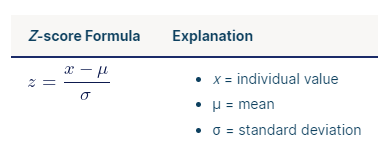 Z-score Formula Explanation
z = (x − μ) / σ
• x = individual value
• μ = mean
• σ = standard deviation